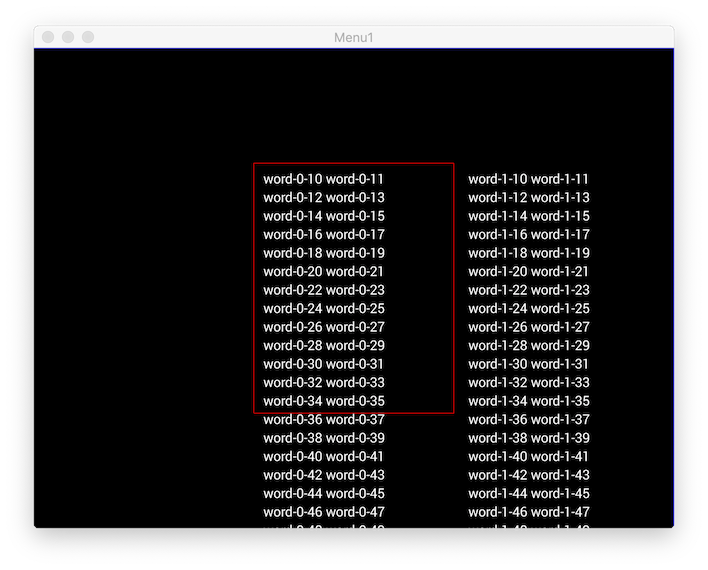 Menu1
word-0-10 word-0-11
word-0-12 word-0-13
word-0-14 word-0-15
word-0-16 word-0-17
word-0-18 word-0-19
word-0-20 word-0-21
word-0-22 word-0-23
word-0-24 word-0-25
word-0-26 word-0-27
word-0-28 word-0-29
word-0-30 word-0-31
word-0-32 word-0-33
word-0-34 word-0-35
word-0-36 word-0-37
word-0-38 word-0-39
word-0-40 word-0-41
word-0-42 word-0-43
word-0-44 word-0-45
word-0-46 word-0-47
word-1-10 word-1-11
word-1-12 word-1-13
word-1-14 word-1-15
word-1-16 word-1-17
word-1-18 word-1-19
word-1-20 word-1-21
word-1-22 word-1-23
word-1-24 word-1-25
word-1-26 word-1-27
word-1-28 word-1-29
word-1-30 word-1-31
word-1-32 word-1-33
word-1-34 word-1-35
word-1-36 word-1-37
word-1-38 word-1-39
word-1-40 word-1-41
word-1-42 word-1-43
word-1-44 word-1-45
word-1-46 word-1-47